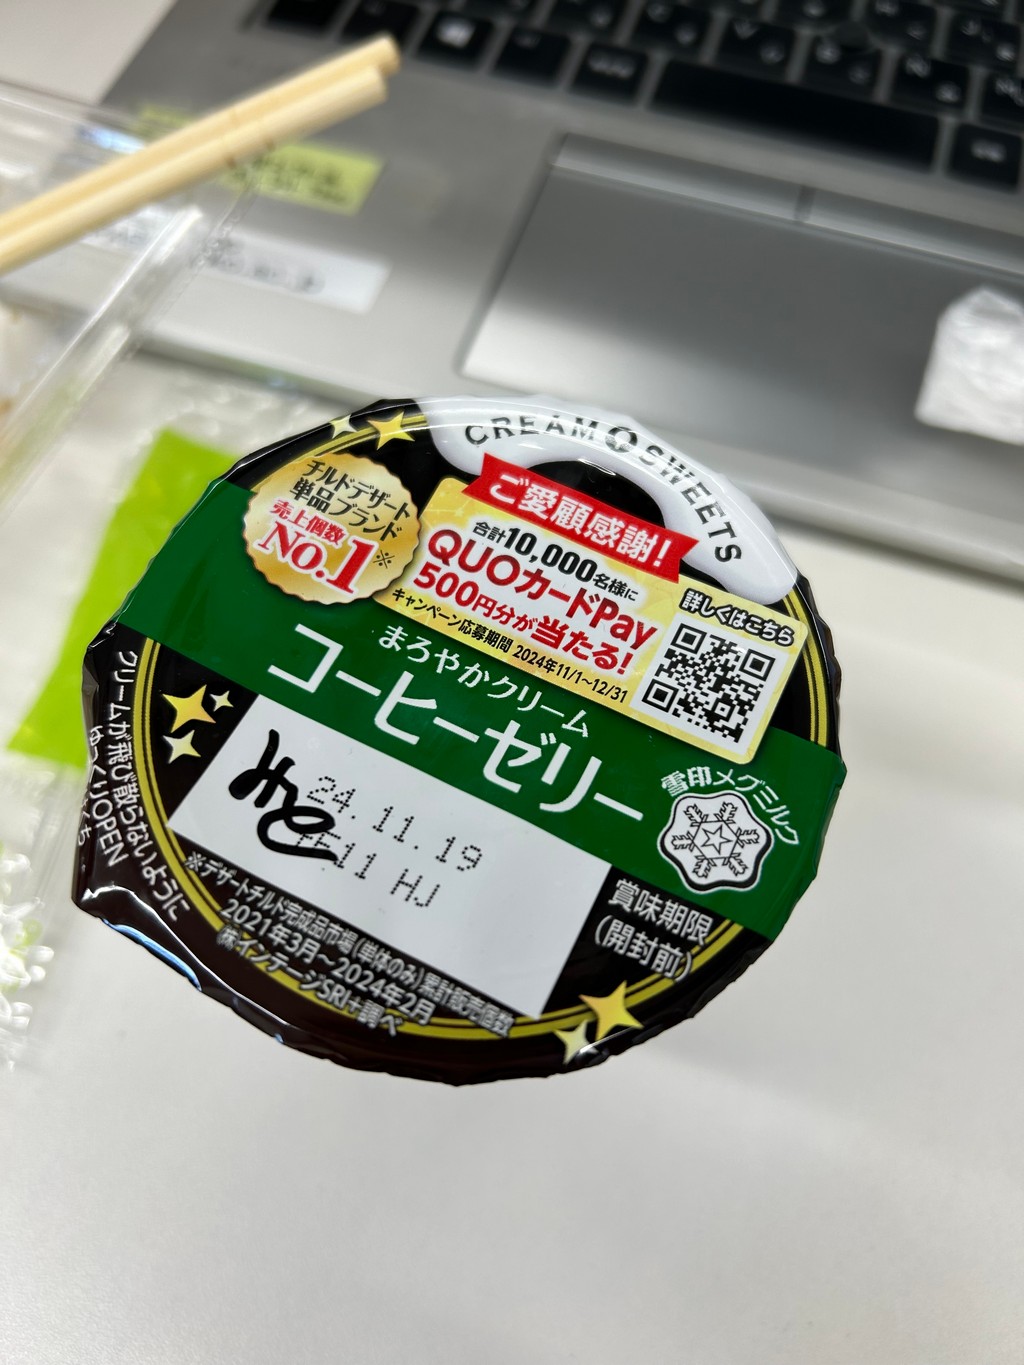 CREAM SWEETS
チルドデザート
単品ブランド
売上個数※
No.1
ご愛顧感謝!
合計10,000名様に
QUOカードPay
500円分が当たる!
キャンペーン応募期間 2024年11/1~12/31
詳しくはこちら
まろやかクリーム
コーヒーゼリー
雪印メグミルク
24.11.19
11 HJ
賞味期限
(開封前)
※デザートチルド完成品市場(単体のみ)累計販売個数
2021年3月~2024年2月
㈱インテージSRI+調べ
クリームが飛び散らないように
ゆっくりOPEN